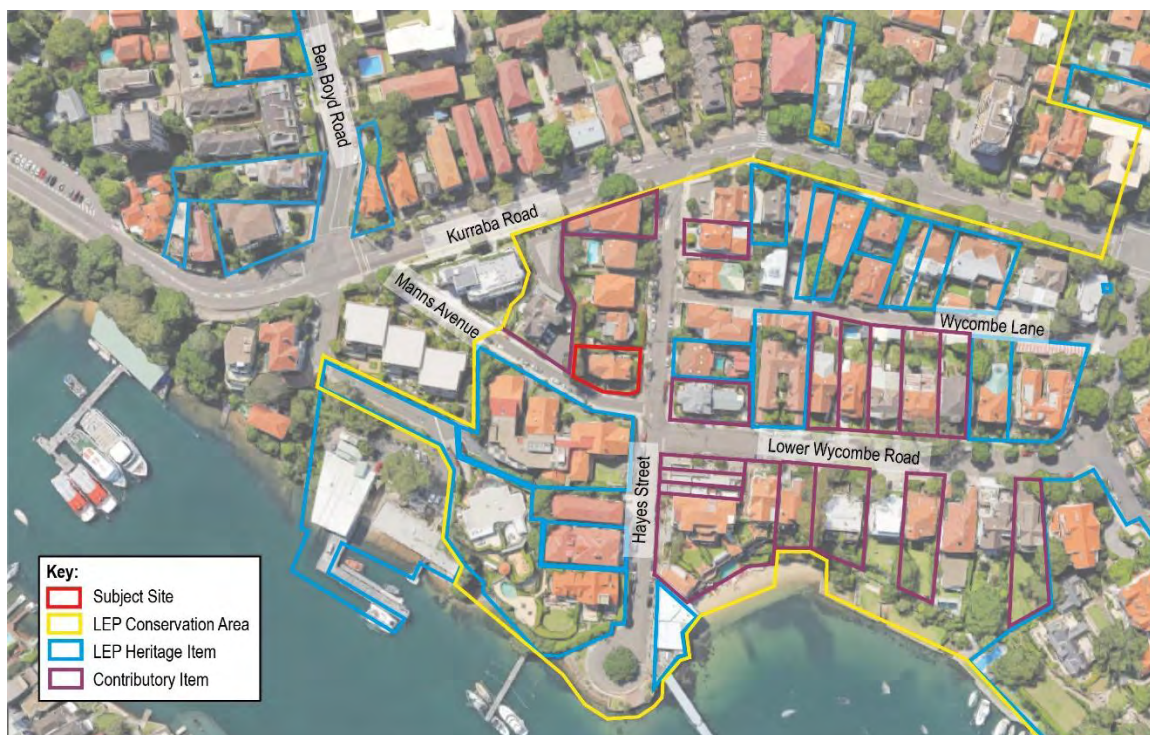 Ben Boyd Road
Kurraba Road
Manns Avenue
Wycombe Lane
Lower Wycombe Road
Hayes Street
Key:
Subject Site
LEP Conservation Area
LEP Heritage Item
Contributory Item